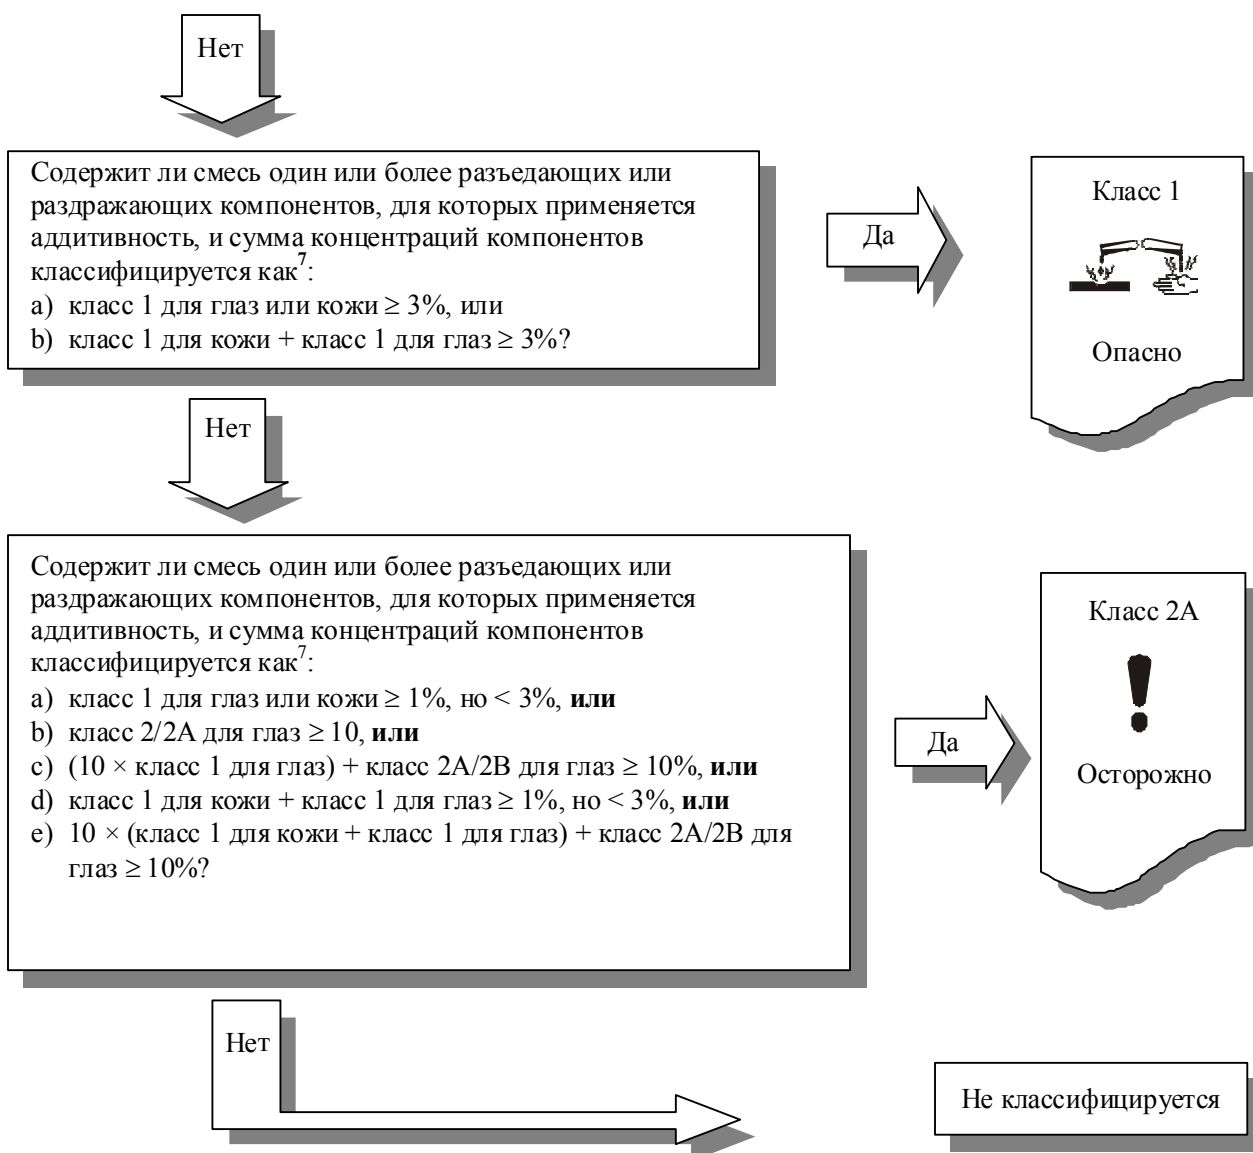 Нет
Содержит ли смесь один или более разъедающих или
раздражающих компонентов, для которых применяется
аддитивность, и сумма концентраций компонентов
классифицируется как7:
a) класс 1 для глаз или кожи ≥ 3%, или
b) класс 1 для кожи + класс 1 для глаз ≥ 3%?
Да
Класс 1
Опасно
Нет
Содержит ли смесь один или более разъедающих или
раздражающих компонентов, для которых применяется
аддитивность, и сумма концентраций компонентов
классифицируется как7:
a) класс 1 для глаз или кожи ≥ 1%, но < 3%, или
b) класс 2/2A для глаз ≥ 10, или
c) (10 × класс 1 для глаз) + класс 2A/2B для глаз ≥ 10%, или
d) класс 1 для кожи + класс 1 для глаз ≥ 1%, но < 3%, или
e) 10 × (класс 1 для кожи + класс 1 для глаз) + класс 2A/2B для
глаз ≥ 10%?
Да
Класс 2A
Осторожно
Нет
Не классифицируется